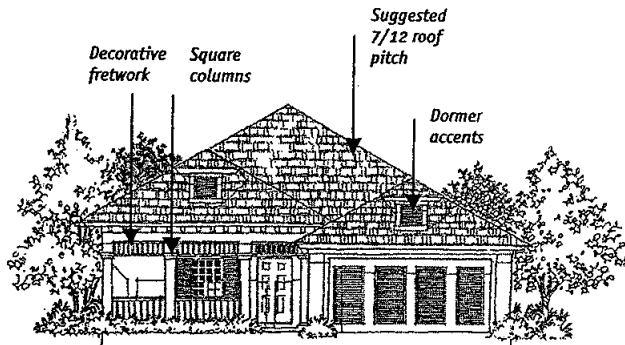 Suggested
7/12 roof
pitch
Decorative
fretwork
Square
columns
Dormer
accents